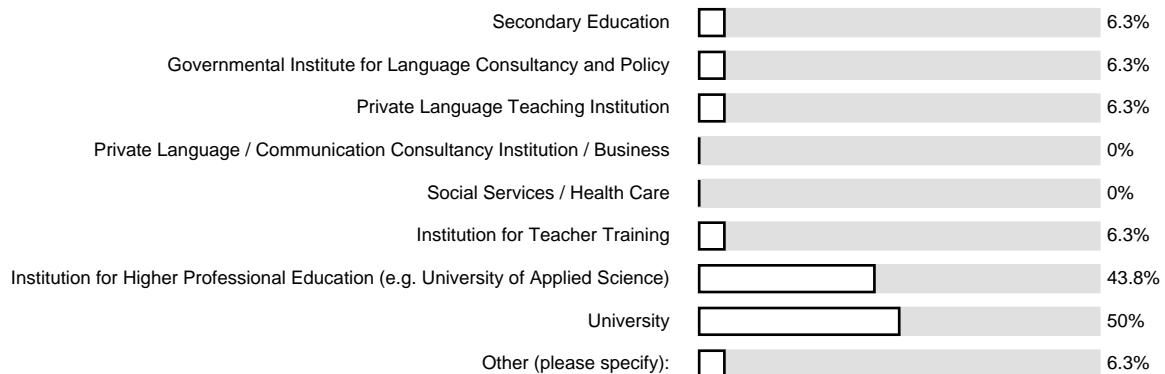 Secondary Education 6.3%
Governmental Institute for Language Consultancy and Policy 6.3%
Private Language Teaching Institution 6.3%
Private Language / Communication Consultancy Institution / Business 0%
Social Services / Health Care 0%
Institution for Teacher Training 6.3%
Institution for Higher Professional Education (e.g. University of Applied Science) 43.8%
University 50%
Other (please specify): 6.3%